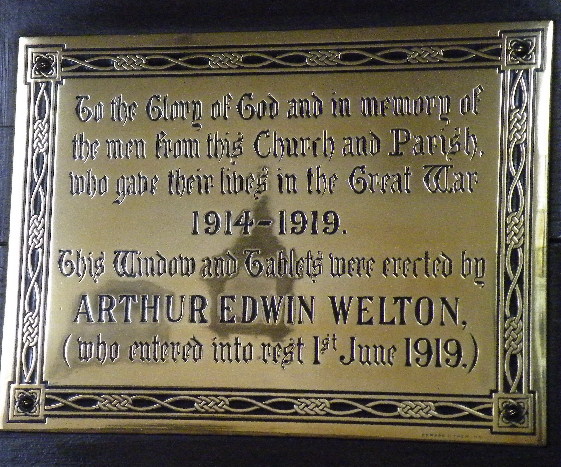 To the Glory of God and in memory of
the men from this Church and Parish,
who gave their lives in the Great War
1914-1919.
This Window and Tablets were erected by
ARTHUR EDWIN WELTON,
(who entered into rest 1st June 1919.)